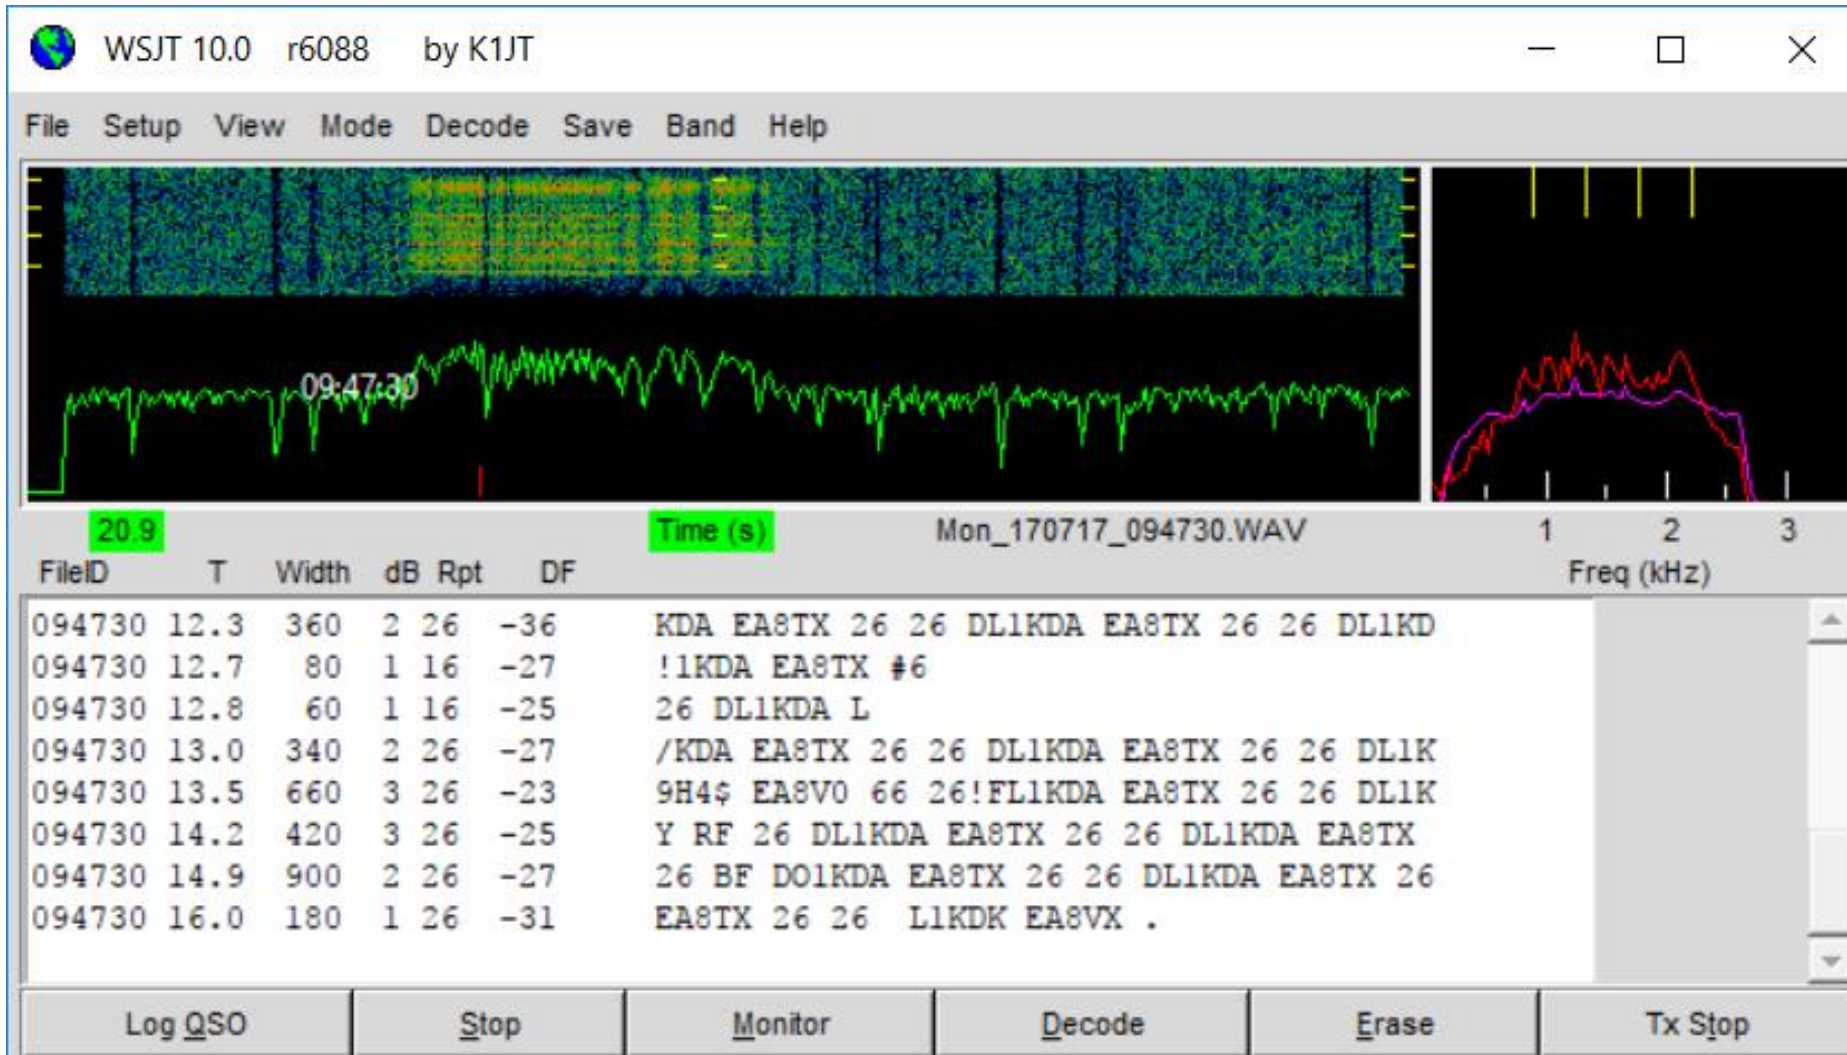 WSJT 10.0 r6088 by K1JT
File Setup View Mode Decode Save Band Help
09:47:30
20.9 Time (s) Mon_170717_094730.WAV 1 2 3
FileID T Width dB Rpt DF Freq (kHz)
094730 12.3 360 2 26 -36 KDA EA8TX 26 26 DL1KDA EA8TX 26 26 DL1KD
094730 12.7 80 1 16 -27 !1KDA EA8TX #6
094730 12.8 60 1 16 -25 26 DL1KDA L
094730 13.0 340 2 26 -27 /KDA EA8TX 26 26 DL1KDA EA8TX 26 26 DL1K
094730 13.5 660 3 26 -23 9H4$ EA8V0 66 26!FL1KDA EA8TX 26 26 DL1K
094730 14.2 420 3 26 -25 Y RF 26 DL1KDA EA8TX 26 26 DL1KDA EA8TX
094730 14.9 900 2 26 -27 26 BF DO1KDA EA8TX 26 26 DL1KDA EA8TX 26
094730 16.0 180 1 26 -31 EA8TX 26 26 L1KDK EA8VX .
Log QSO Stop Monitor Decode Erase Tx Stop